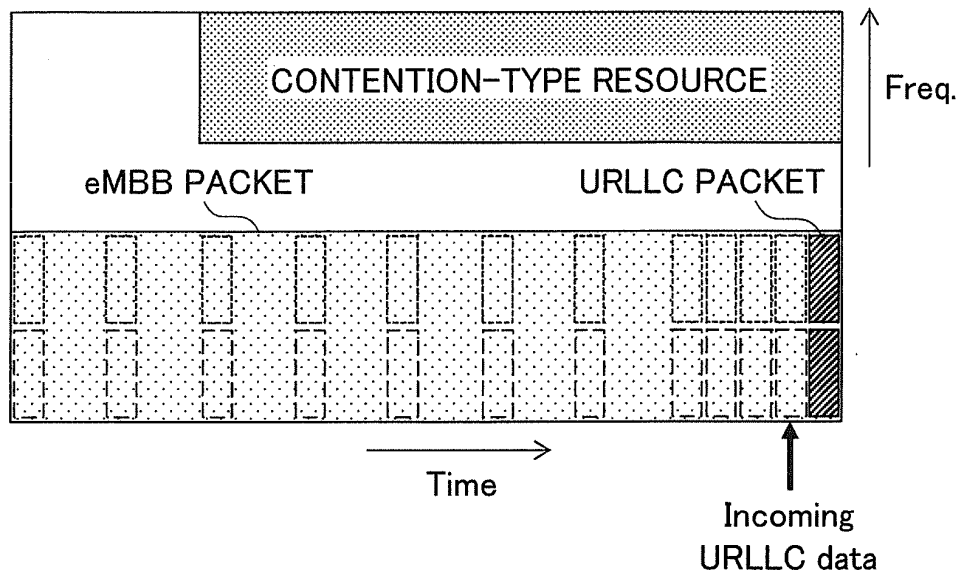 CONTENTION-TYPE RESOURCE
Freq.
eMBB PACKET
URLLC PACKET
Time
Incoming
URLLC data